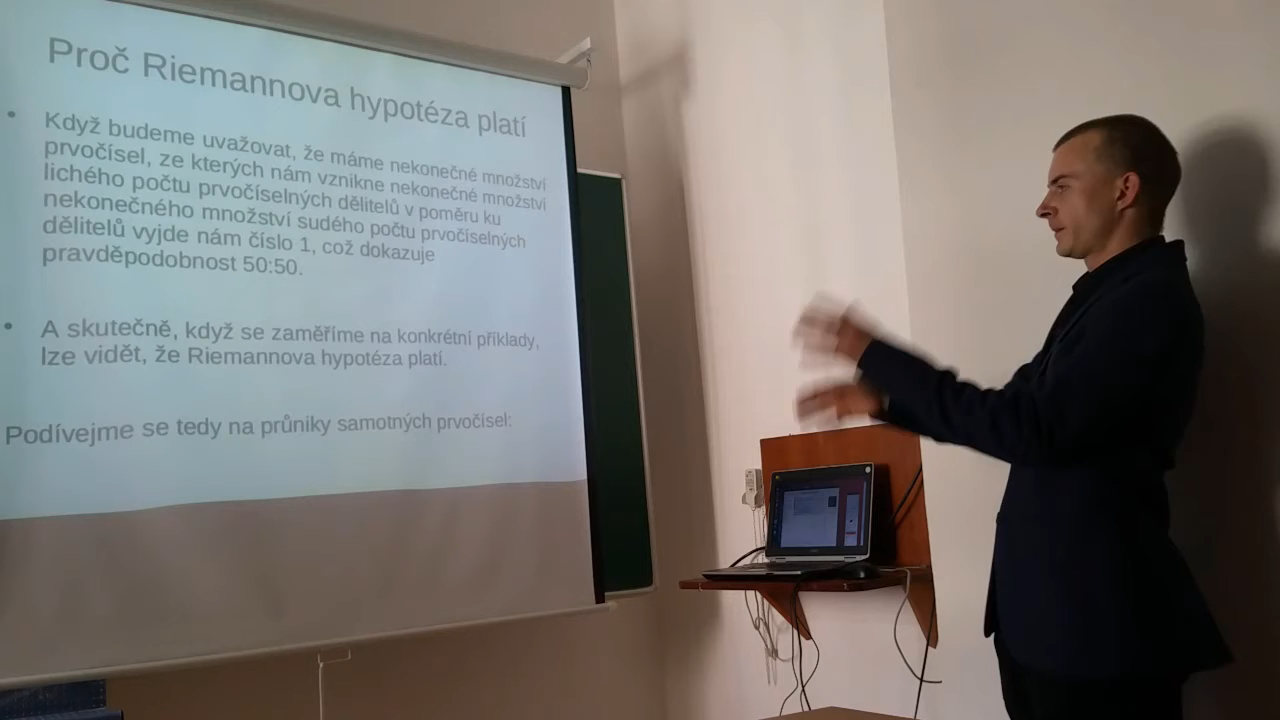 Proč Riemannova hypotéza platí
• Když budeme uvažovat, že máme nekonečné množství
prvočísel, ze kterých nám vznikne nekonečné množství
lichého počtu prvočíselných dělitelů v poměru ku
nekonečného množství sudého počtu prvočíselných
dělitelů vyjde nám číslo 1, což dokazuje
pravděpodobnost 50:50.
• A skutečně, když se zaměříme na konkrétní příklady,
lze vidět, že Riemannova hypotéza platí.
Podívejme se tedy na průniky samotných prvočísel: